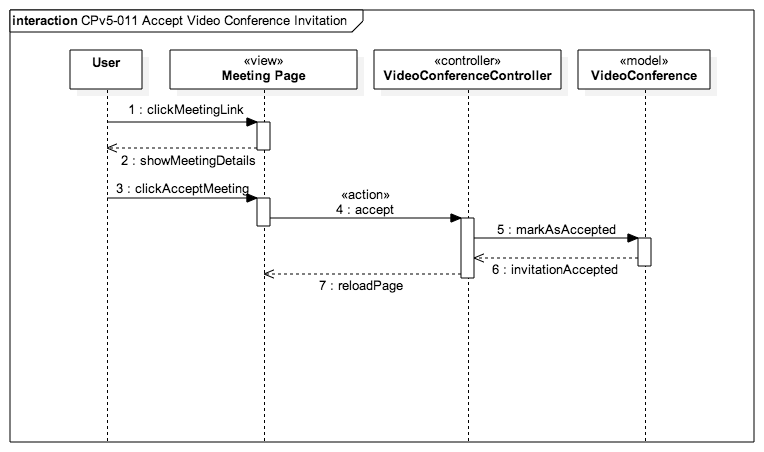 interaction CPv5-011 Accept Video Conference Invitation
User
«view»
Meeting Page
«controller»
VideoConferenceController
«model»
VideoConference
1 : clickMeetingLink
2 : showMeetingDetails
3 : clickAcceptMeeting
«action»
4 : accept
5 : markAsAccepted
6 : invitationAccepted
7 : reloadPage